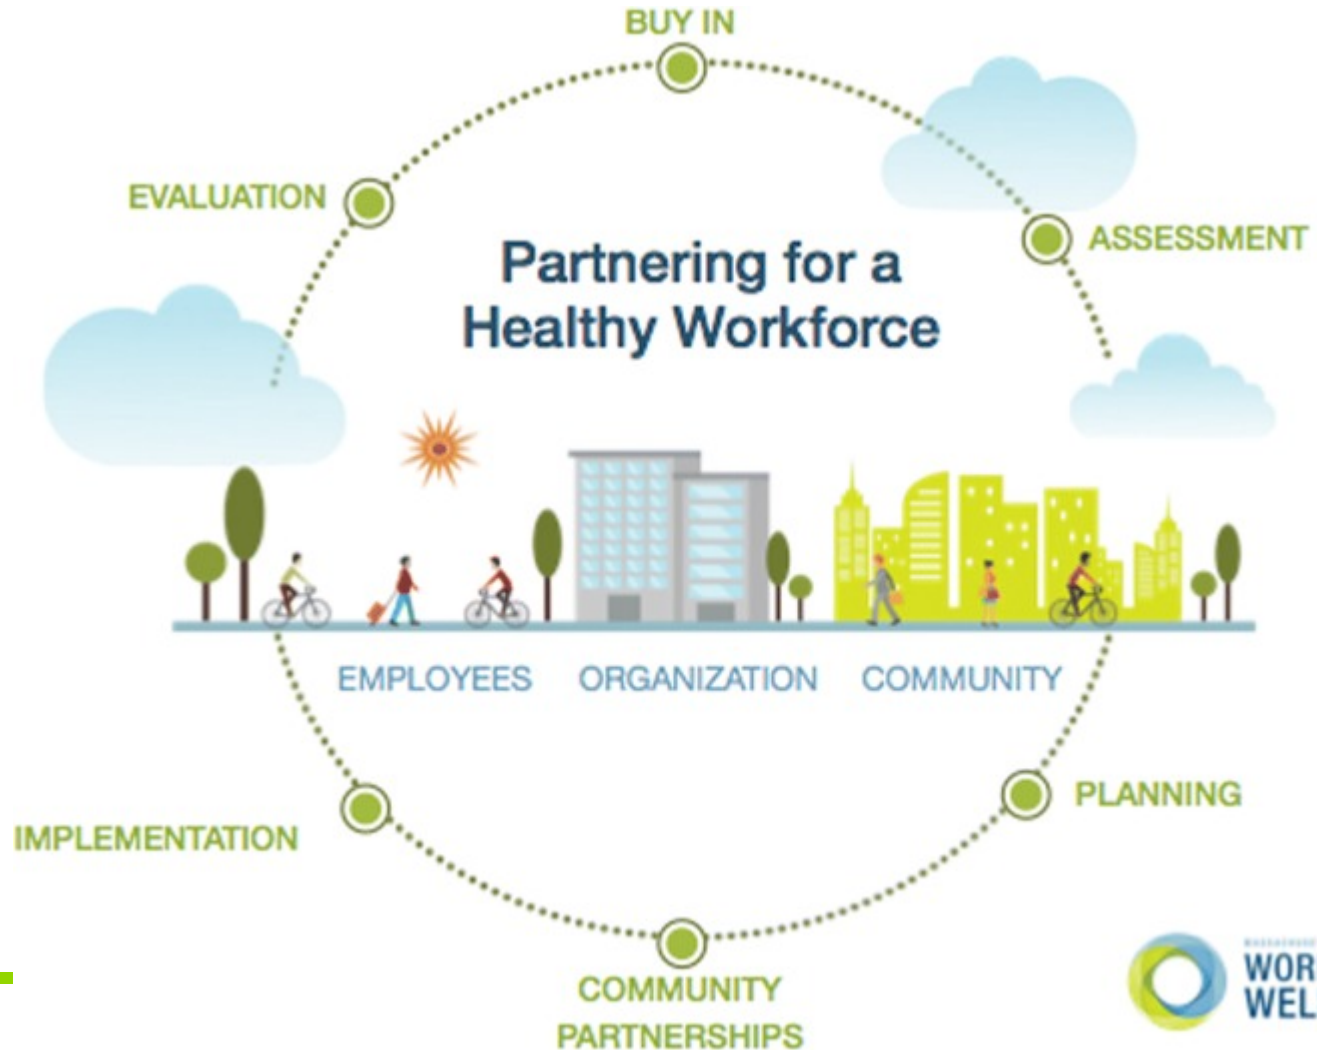 BUY IN
EVALUATION
ASSESSMENT
Partnering for a
Healthy Workforce
EMPLOYEES ORGANIZATION COMMUNITY
PLANNING
IMPLEMENTATION
COMMUNITY
PARTNERSHIPS
WOR
WEL